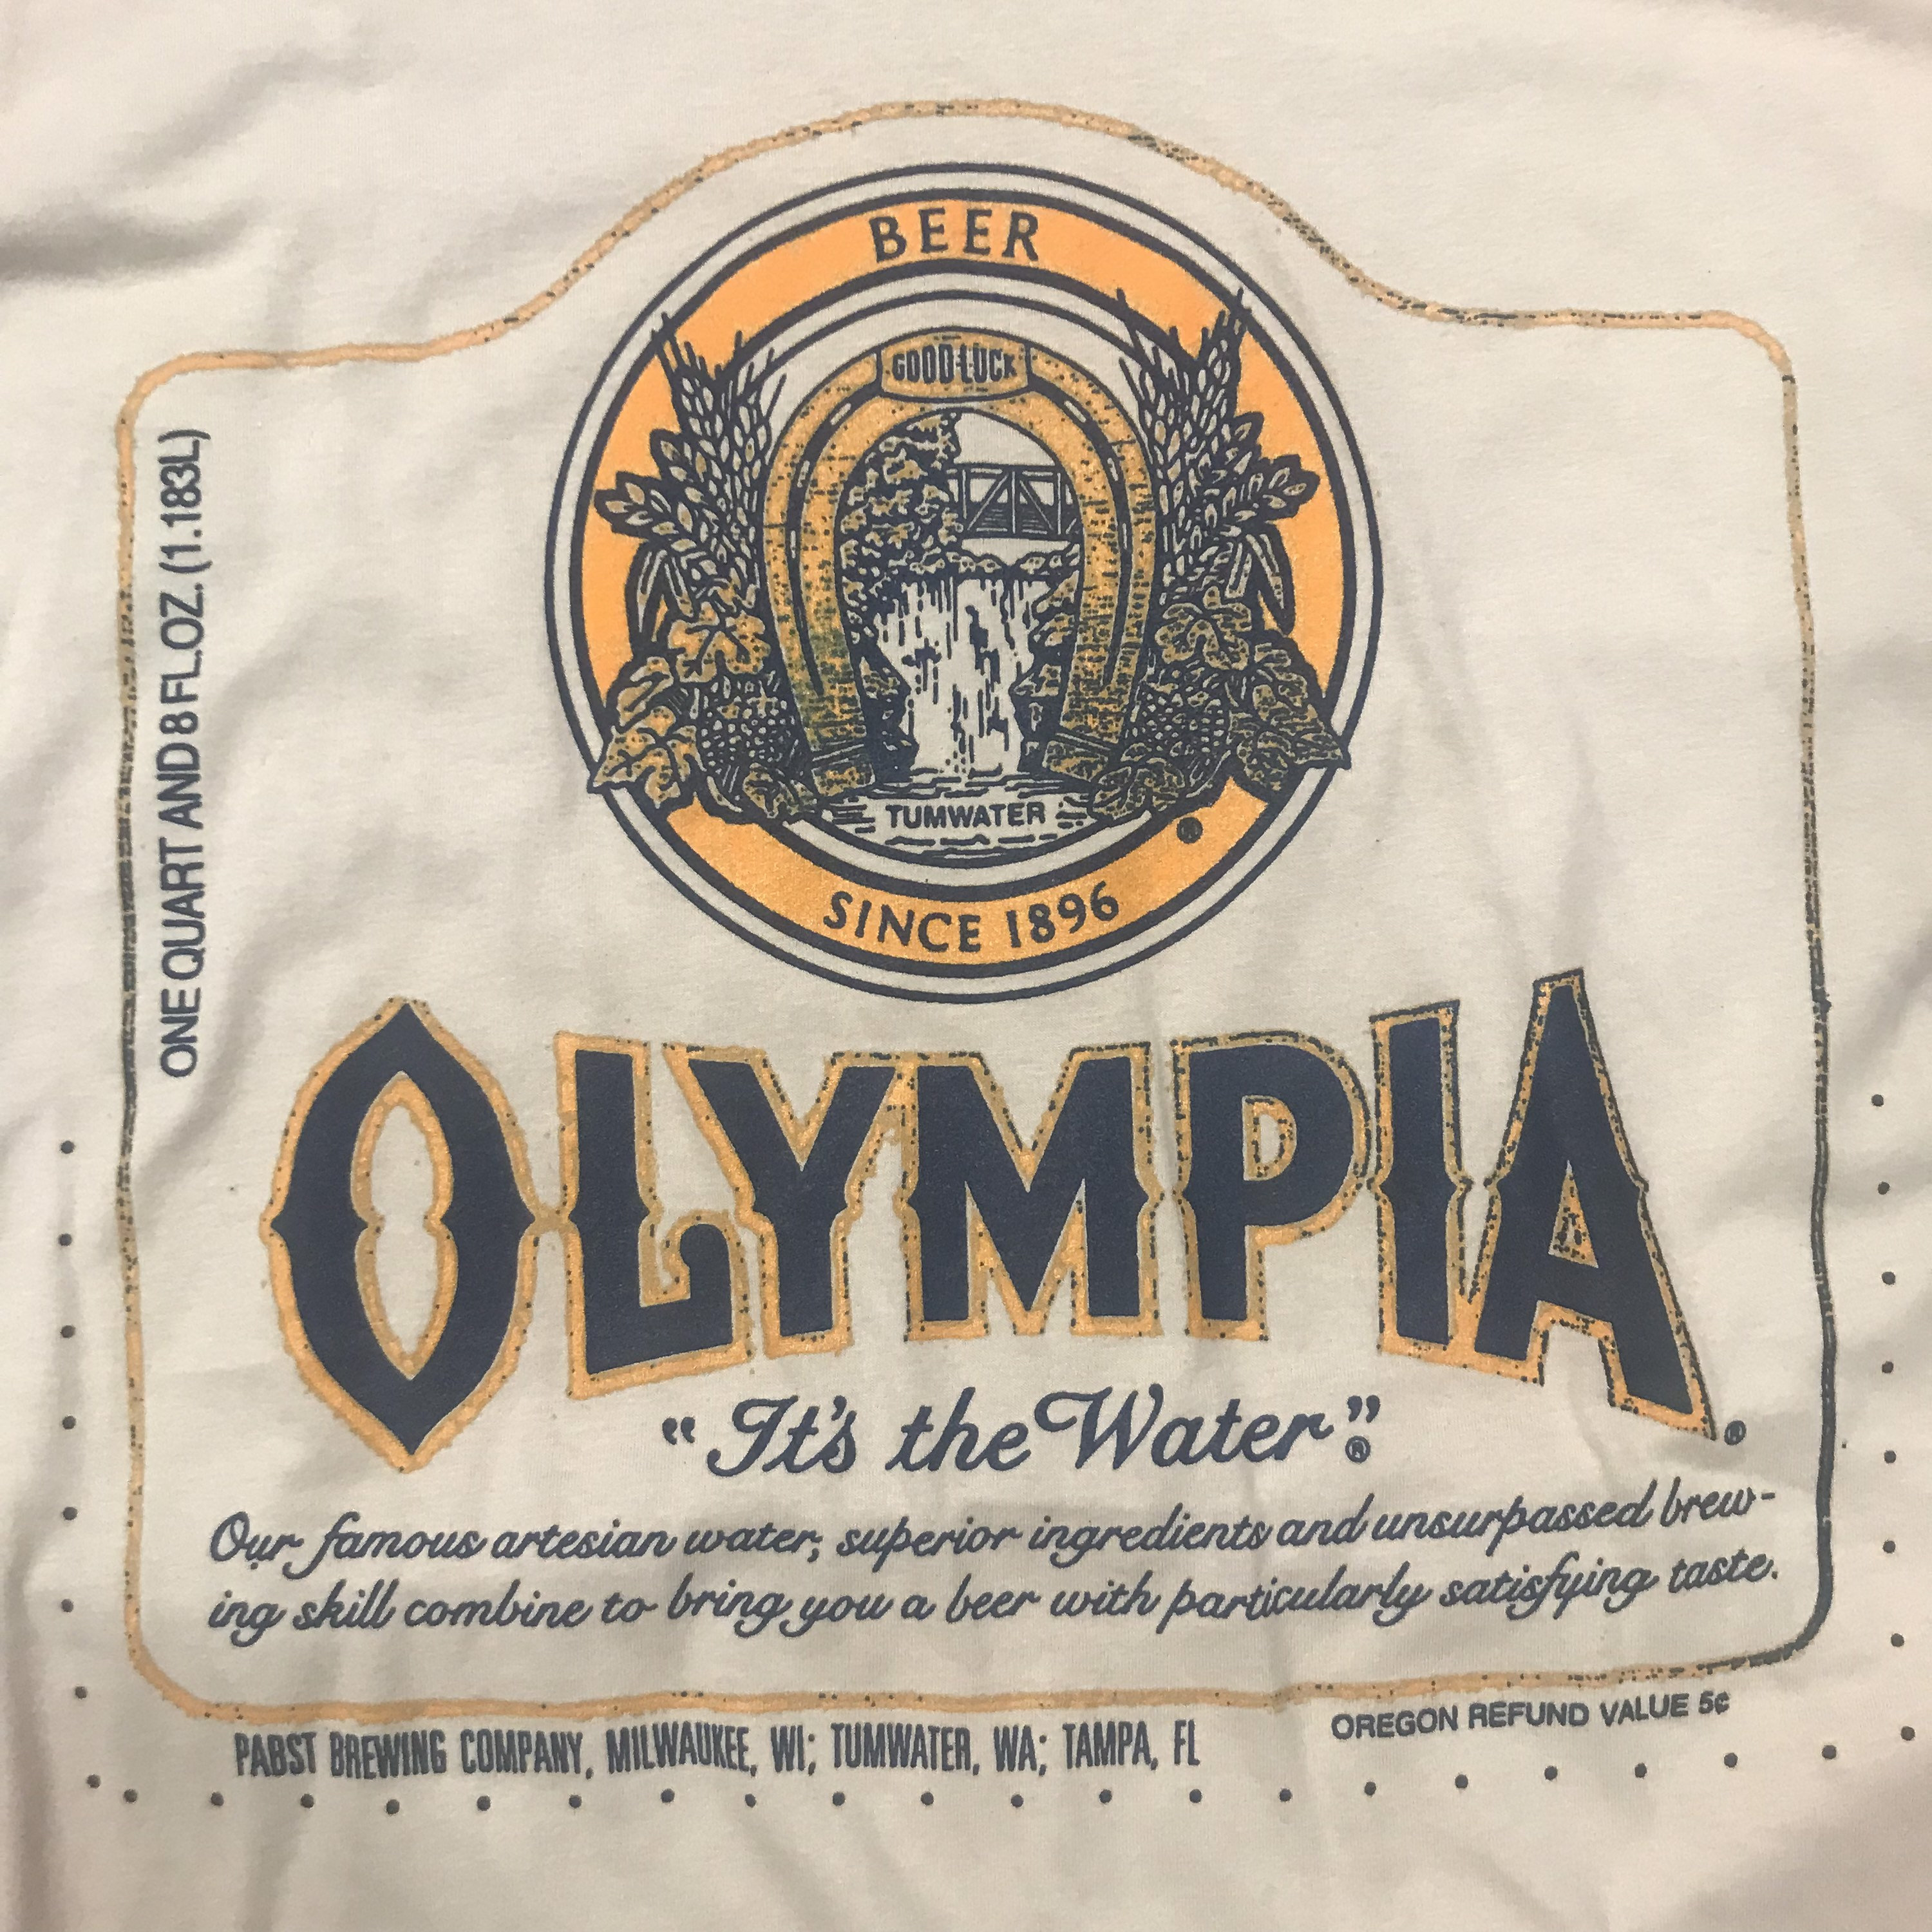 BEER
GOOD LUCK
TUMWATER
®
SINCE 1896
ONE QUART AND 8 FL.OZ. (1.183L)
OLYMPIA®
"It's the Water"®
Our famous artesian water, superior ingredients and unsurpassed brew-
ing skill combine to bring you a beer with particularly satisfying taste.
OREGON REFUND VALUE 5¢
PABST BREWING COMPANY, MILWAUKEE, WI; TUMWATER, WA; TAMPA, FL